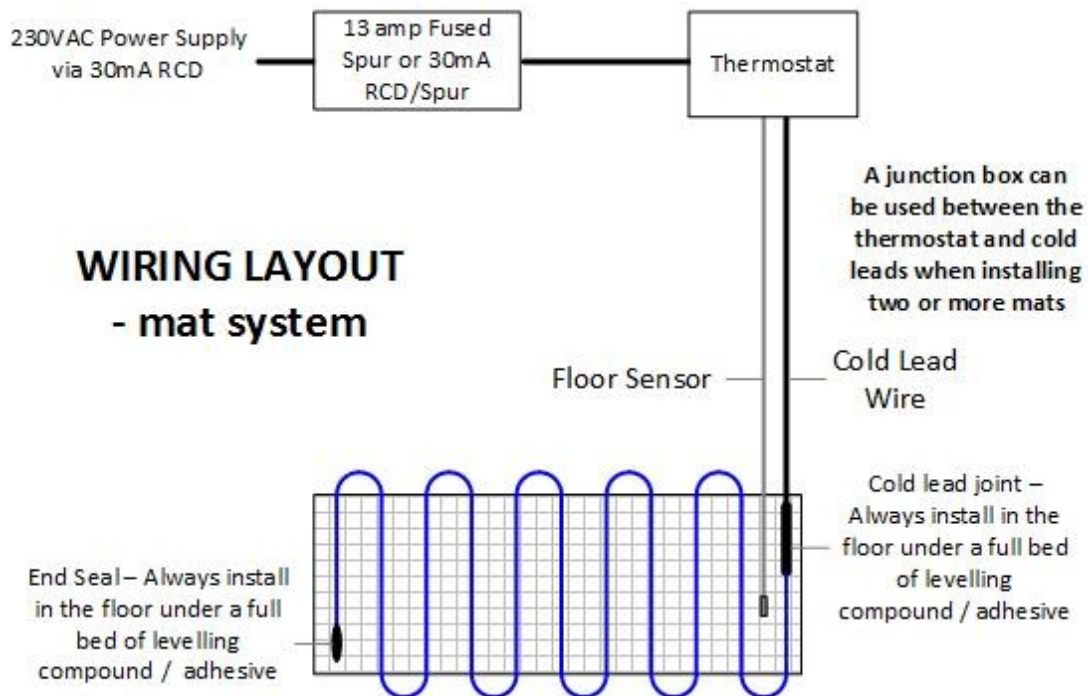 230VAC Power Supply
via 30mA RCD
13 amp Fused
Spur or 30mA
RCD/Spur
Thermostat
A junction box can
be used between the
thermostat and cold
leads when installing
two or more mats
WIRING LAYOUT
- mat system
Floor Sensor
Cold Lead
Wire
Cold lead joint –
Always install in the
floor under a full bed
of levelling
compound / adhesive
End Seal – Always install
in the floor under a full
bed of levelling
compound / adhesive